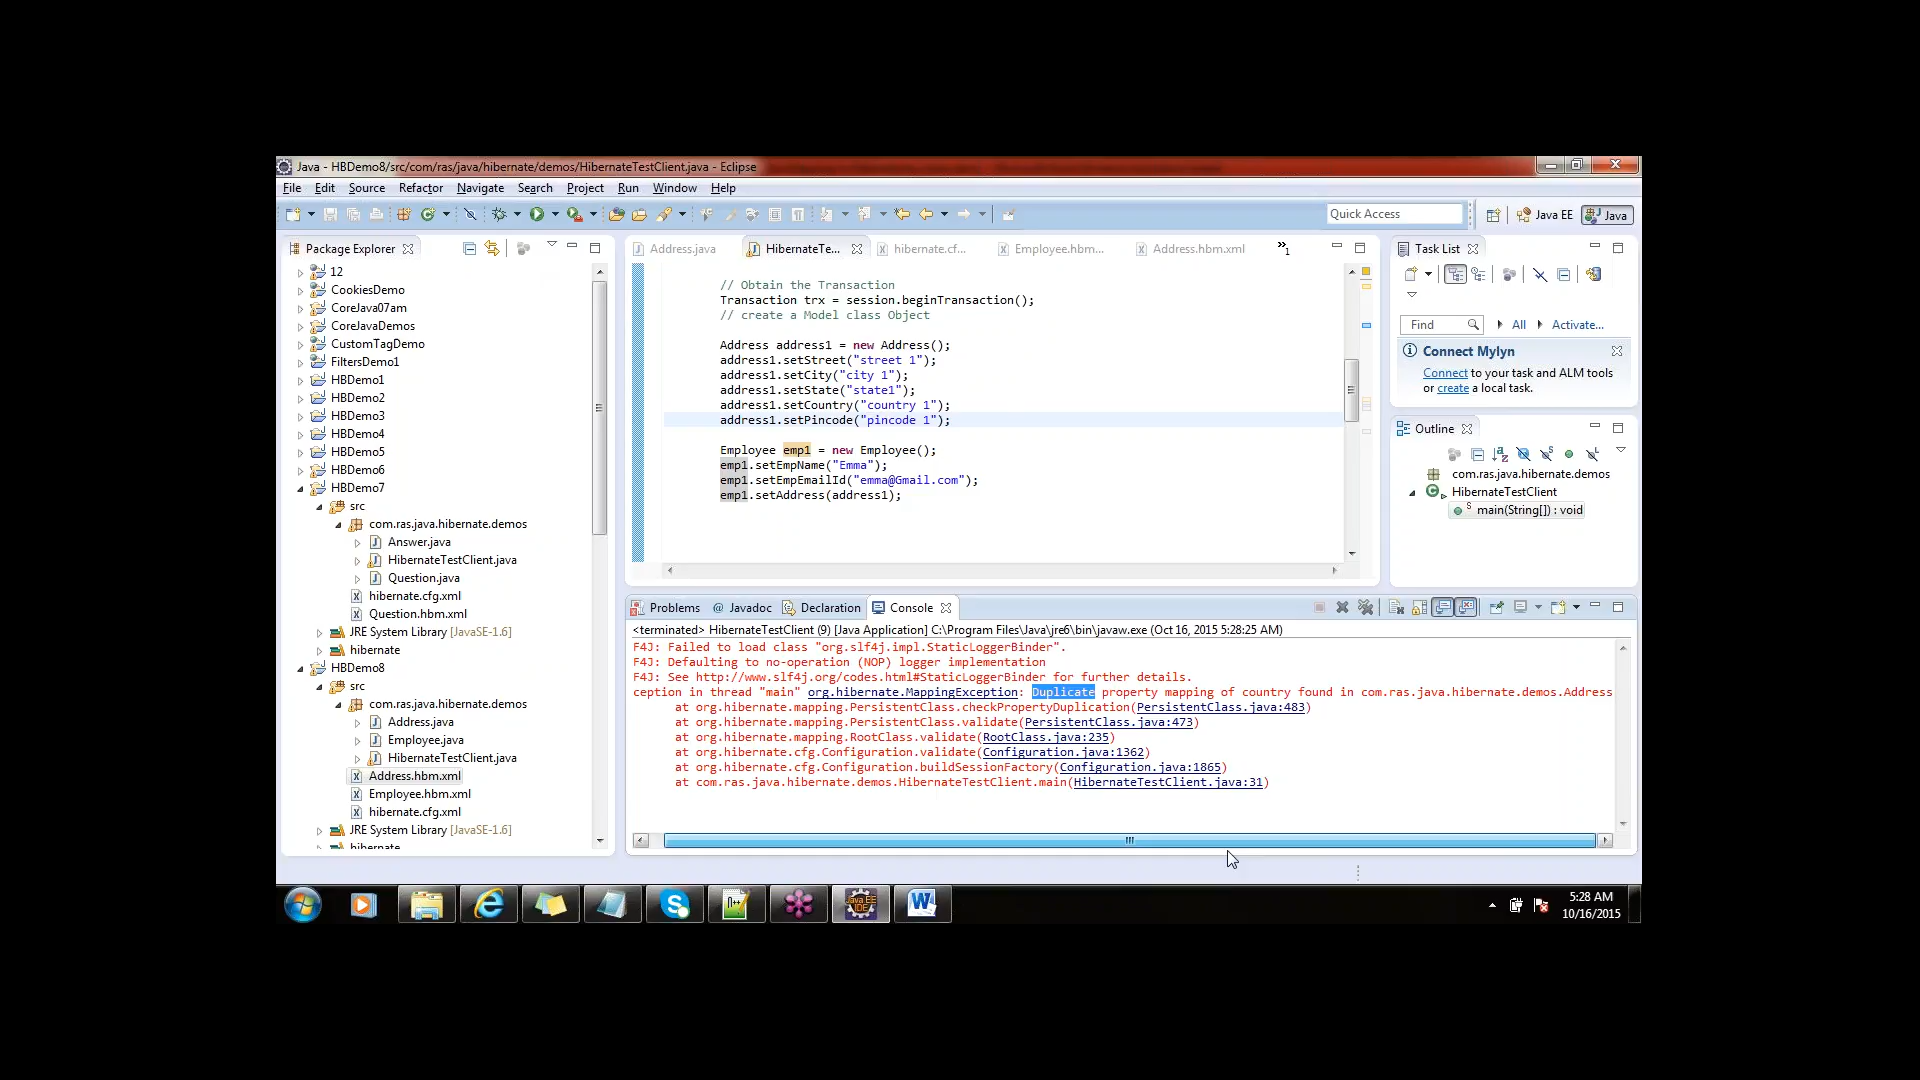 Java - HBDemo8/src/com/ras/java/hibernate/demos/HibernateTestClient.java - Eclipse
File Edit Source Refactor Navigate Search Project Run Window Help
Quick Access
Java EE
Java
Package Explorer
12
CookiesDemo
CoreJava07am
CoreJavaDemos
CustomTagDemo
FiltersDemo1
HBDemo1
HBDemo2
HBDemo3
HBDemo4
HBDemo5
HBDemo6
HBDemo7
src
com.ras.java.hibernate.demos
Answer.java
HibernateTestClient.java
Question.java
hibernate.cfg.xml
Question.hbm.xml
JRE System Library [JavaSE-1.6]
hibernate
HBDemo8
src
com.ras.java.hibernate.demos
Address.java
Employee.java
HibernateTestClient.java
Address.hbm.xml
Employee.hbm.xml
hibernate.cfg.xml
JRE System Library [JavaSE-1.6]
hibernate
Address.java HibernateTe... hibernate.cf... Employee.hbm... Address.hbm.xml »1
// Obtain the Transaction
Transaction trx = session.beginTransaction();
// create a Model class Object
Address address1 = new Address();
address1.setStreet("street 1");
address1.setCity("city 1");
address1.setState("state1");
address1.setCountry("country 1");
address1.setPincode("pincode 1");
Employee emp1 = new Employee();
emp1.setEmpName("Emma");
emp1.setEmpEmailId("emma@Gmail.com");
emp1.setAddress(address1);
Task List
Find All Activate...
Connect Mylyn
Connect to your task and ALM tools
or create a local task.
Outline
com.ras.java.hibernate.demos
HibernateTestClient
main(String[]) : void
Problems @ Javadoc Declaration Console
<terminated> HibernateTestClient (9) [Java Application] C:\Program Files\Java\jre6\bin\javaw.exe (Oct 16, 2015 5:28:25 AM)
F4J: Failed to load class "org.slf4j.impl.StaticLoggerBinder".
F4J: Defaulting to no-operation (NOP) logger implementation
F4J: See http://www.slf4j.org/codes.html#StaticLoggerBinder for further details.
ception in thread "main" org.hibernate.MappingException: Duplicate property mapping of country found in com.ras.java.hibernate.demos.Address
at org.hibernate.mapping.PersistentClass.checkPropertyDuplication(PersistentClass.java:483)
at org.hibernate.mapping.PersistentClass.validate(PersistentClass.java:473)
at org.hibernate.mapping.RootClass.validate(RootClass.java:235)
at org.hibernate.cfg.Configuration.validate(Configuration.java:1362)
at org.hibernate.cfg.Configuration.buildSessionFactory(Configuration.java:1865)
at com.ras.java.hibernate.demos.HibernateTestClient.main(HibernateTestClient.java:31)
5:28 AM
10/16/2015